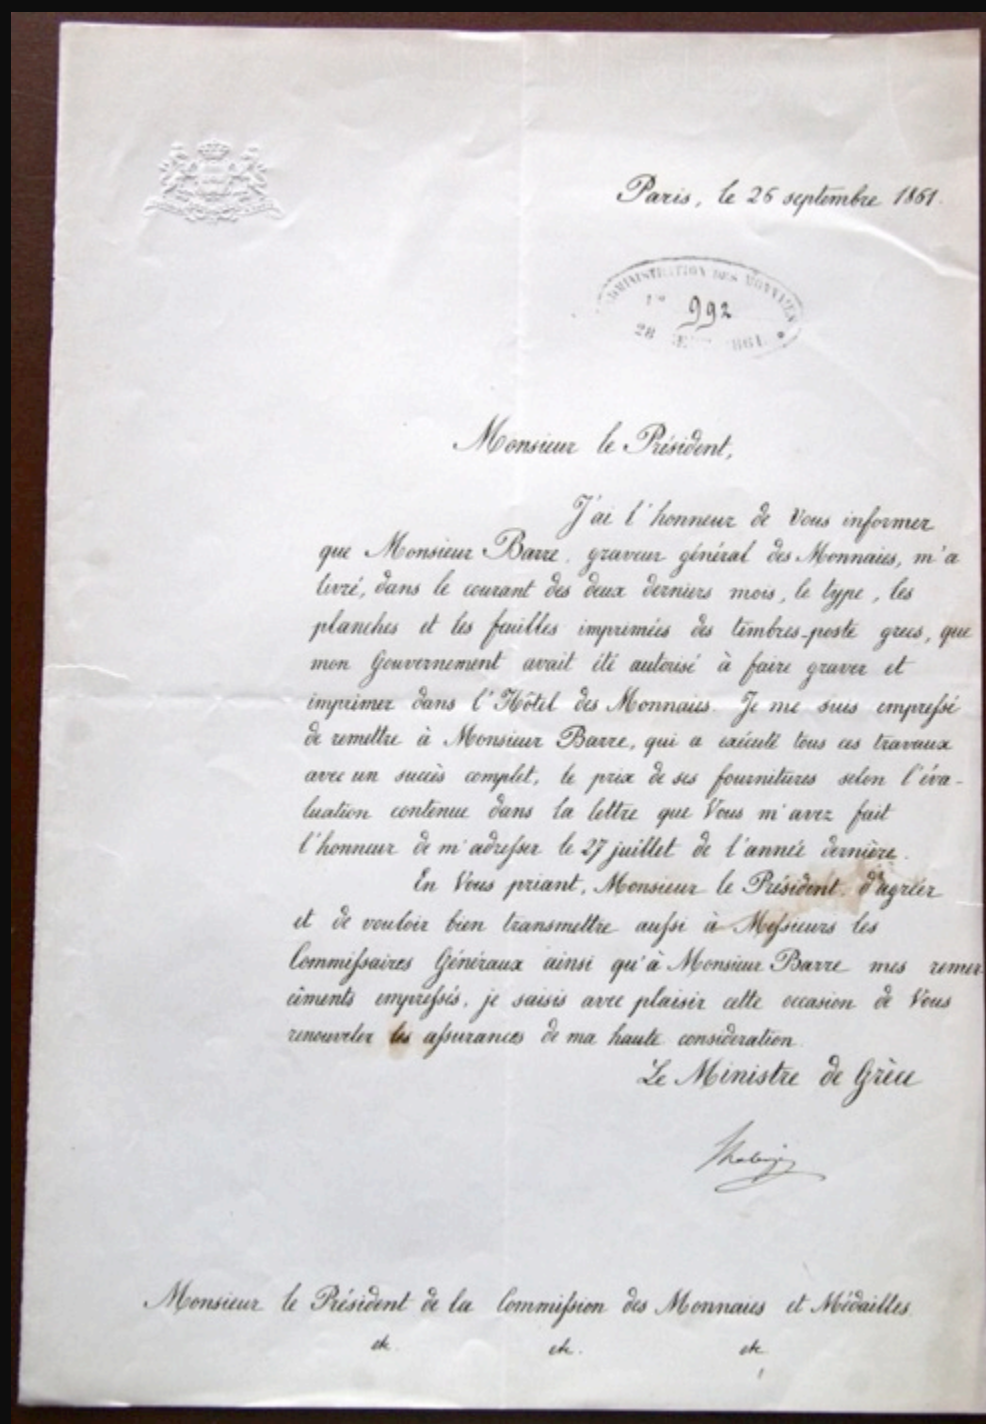 Paris, le 26 septembre 1861.
ADMINISTRATION DES MONNAIES
992
28 1861
Monsieur le Président,
J'ai l'honneur de Vous informer
que Monsieur Barre, graveur général des Monnaies, m'a
livré, dans le courant des deux derniers mois, le type, les
planches et les feuilles imprimées des timbres-poste grecs, que
mon Gouvernement avait été autorisé à faire graver et
imprimer dans l'Hôtel des Monnaies. Je me suis empreſsé
de remettre à Monsieur Barre, qui a exécuté tous ces travaux
avec un succès complet, le prix de ses fournitures selon l'éva-
luation contenue dans la lettre que Vous m'avez fait
l'honneur de m'adreſser le 27 juillet de l'année dernière.
En Vous priant, Monsieur le Président, d'agréer
et de vouloir bien transmettre auſsi à Meſsieurs les
Commiſsaires Généraux ainsi qu'à Monsieur Barre mes remer
ciments empreſsés, je saisis avec plaisir cette occasion de Vous
renouveler les aſsurances de ma haute consideration.
Le Ministre de Grèce
Monsieur le Président de la Commiſsion des Monnaies et Médailles.
etc. etc. etc.